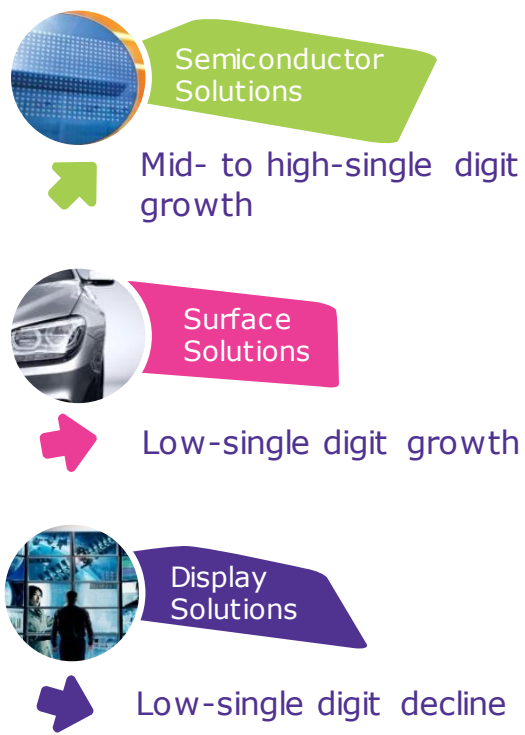 Semiconductor
Solutions
Mid- to high-single digit
growth
Surface
Solutions
Low-single digit growth
Display
Solutions
Low-single digit decline